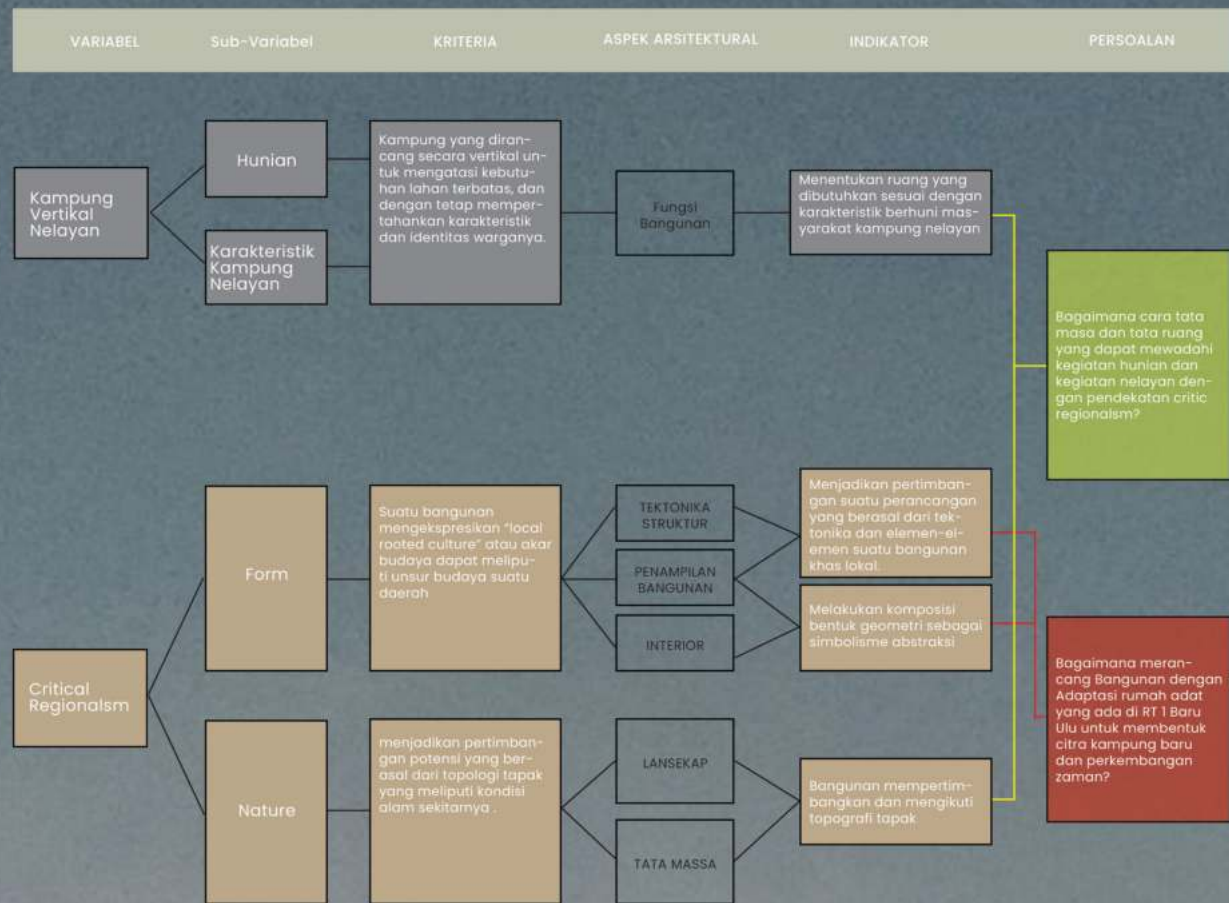 VARIABEL
Sub-Variabel
KRITERIA
ASPEK ARSITEKTURAL
INDIKATOR
PERSOALAN
Kampung
Vertikal
Nelayan
Hunian
Karakteristik
Kampung
Nelayan
Kampung yang diran-
cang secara vertikal un-
tuk mengatasi kebutu-
han lahan terbatas, dan
dengan tetap memper-
tahankan karakteristik
dan identitas warganya.
Fungsi
Bangunan
Menentukan ruang yang
dibutuhkan sesuai dengan
karakteristik berhuni mas-
yarakat kampung nelayan
Bagaimana cara tata
masa dan tata ruang
yang dapat mewadahi
kegiatan hunian dan
kegiatan nelayan den-
gan pendekatan critic
regionalsm?
Critical
Regionalsm
Form
Suatu bangunan
mengekspresikan “local
rooted culture” atau akar
budaya dapat melipu-
ti unsur budaya suatu
daerah
TEKTONIKA
STRUKTUR
PENAMPILAN
BANGUNAN
INTERIOR
Menjadikan pertimban-
gan suatu perancangan
yang berasal dari tek-
tonika dan elemen-el-
emen suatu bangunan
khas lokal.
Melakukan komposisi
bentuk geometri sebagai
simbolisme abstraksi
Nature
menjadikan pertimban-
gan potensi yang ber-
asal dari topologi tapak
yang meliputi kondisi
alam sekitarnya .
LANSEKAP
TATA MASSA
Bangunan mempertim-
bangkan dan mengikuti
topografi tapak
Bagaimana meran-
cang Bangunan dengan
Adaptasi rumah adat
yang ada di RT 1 Baru
Ulu untuk membentuk
citra kampung baru
dan perkembangan
zaman?